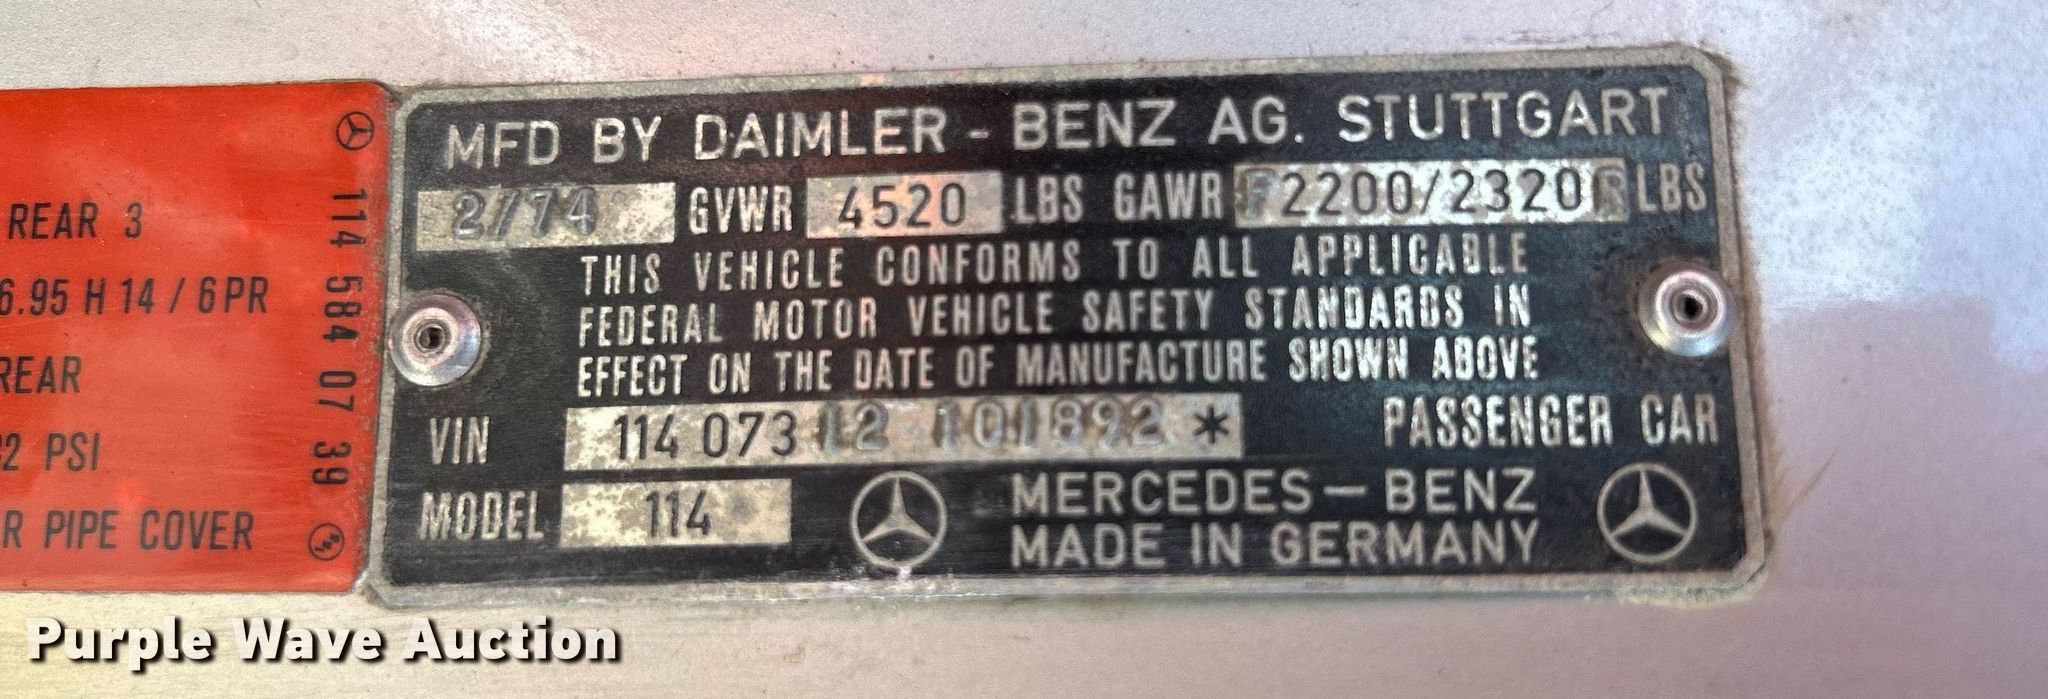 REAR 3
6.95 H 14 / 6PR
REAR
2 PSI
R PIPE COVER
114 584 07 39
MFD BY DAIMLER - BENZ AG. STUTTGART
2/74 GVWR 4520 LBS GAWR F2200/2320R LBS
THIS VEHICLE CONFORMS TO ALL APPLICABLE
FEDERAL MOTOR VEHICLE SAFETY STANDARDS IN
EFFECT ON THE DATE OF MANUFACTURE SHOWN ABOVE
VIN 114 073 12 101892 * PASSENGER CAR
MODEL 114
MERCEDES – BENZ
MADE IN GERMANY
Purple Wave Auction